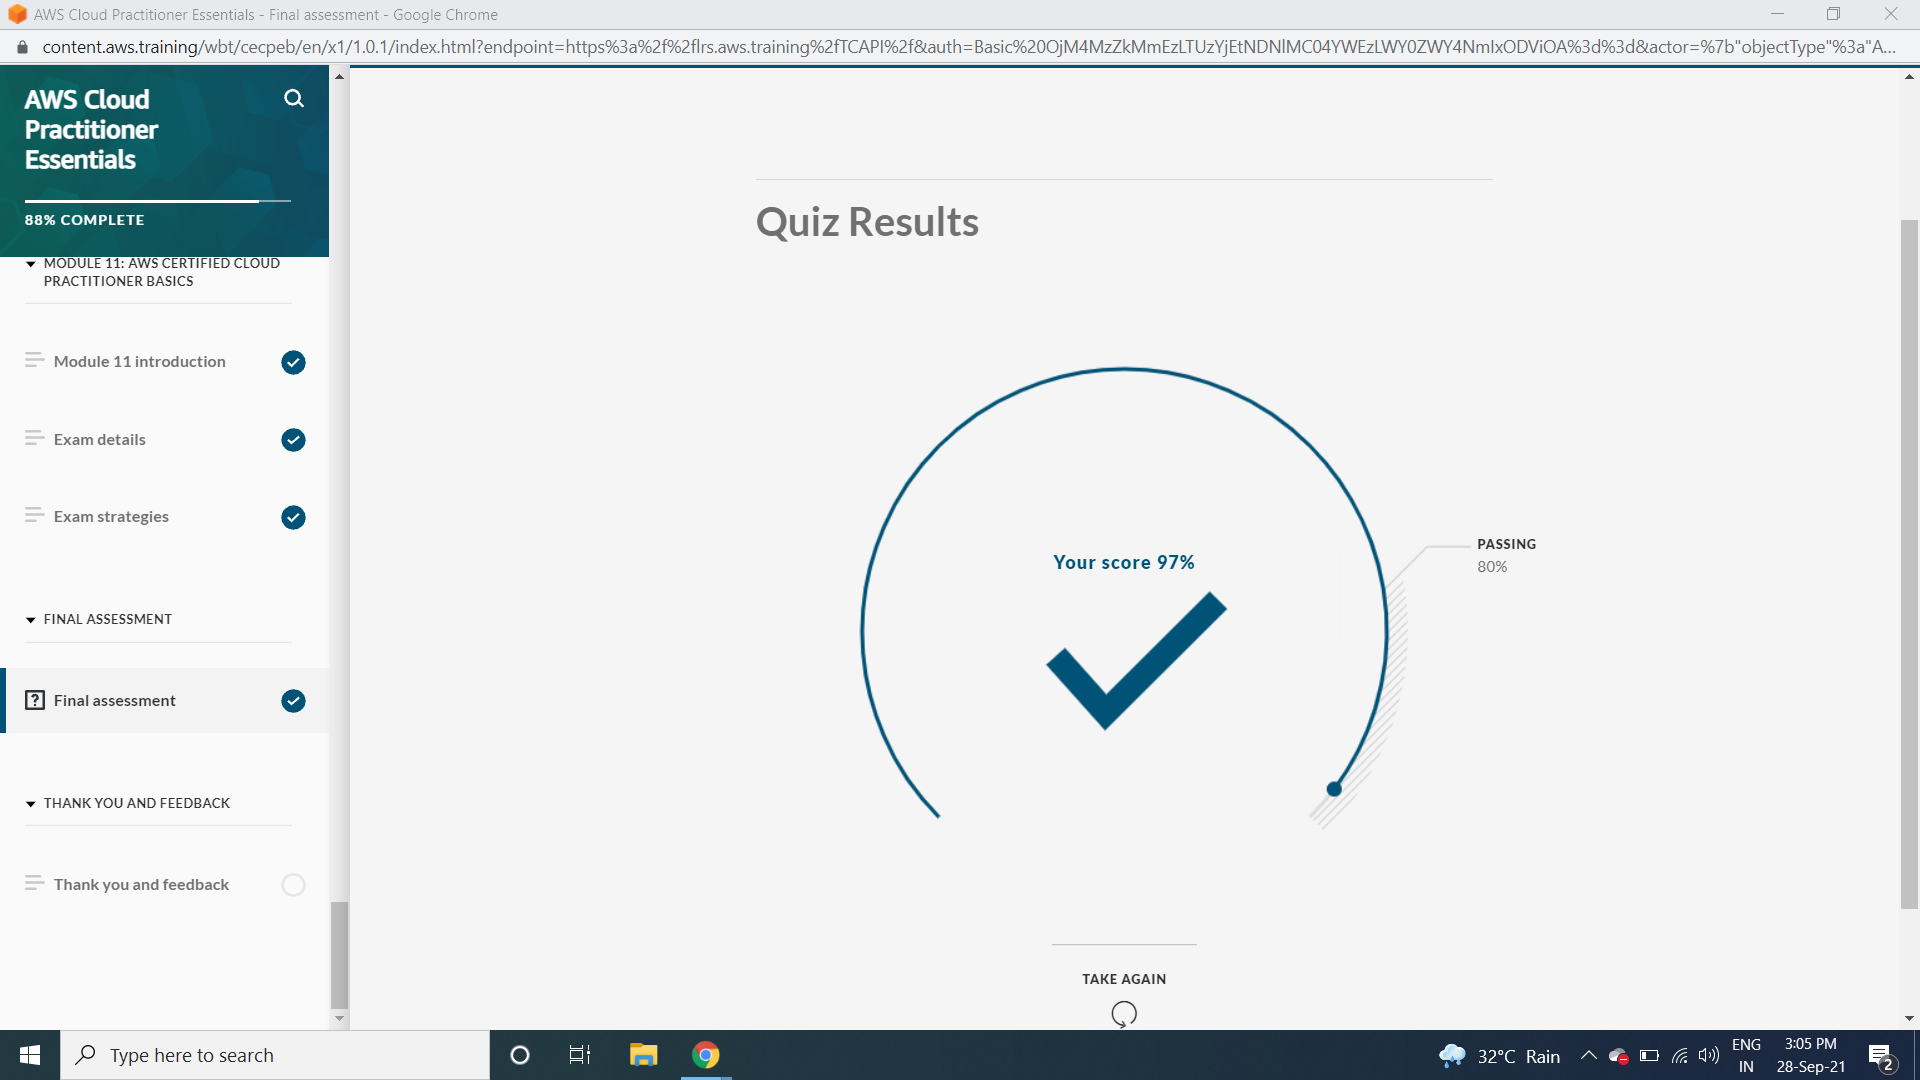 AWS Cloud Practitioner Essentials - Final assessment - Google Chrome
content.aws.training/wbt/cecpeb/en/x1/1.0.1/index.html?endpoint=https%3a%2f%2flrs.aws.training%2fTCAPI%2f&auth=Basic%20OjM4MzZkMmEzLTUzYjEtNDNlMC04YWEzLWY0ZWY4NmIxODViOA%3d%3d&actor=%7b"objectType"%3a"A...
AWS Cloud
Practitioner
Essentials
88% COMPLETE
MODULE 11: AWS CERTIFIED CLOUD
PRACTITIONER BASICS
Module 11 introduction
Exam details
Exam strategies
FINAL ASSESSMENT
Final assessment
THANK YOU AND FEEDBACK
Thank you and feedback
Quiz Results
Your score 97%
PASSING
80%
TAKE AGAIN
Type here to search
32°C Rain
ENG
IN
3:05 PM
28-Sep-21
2